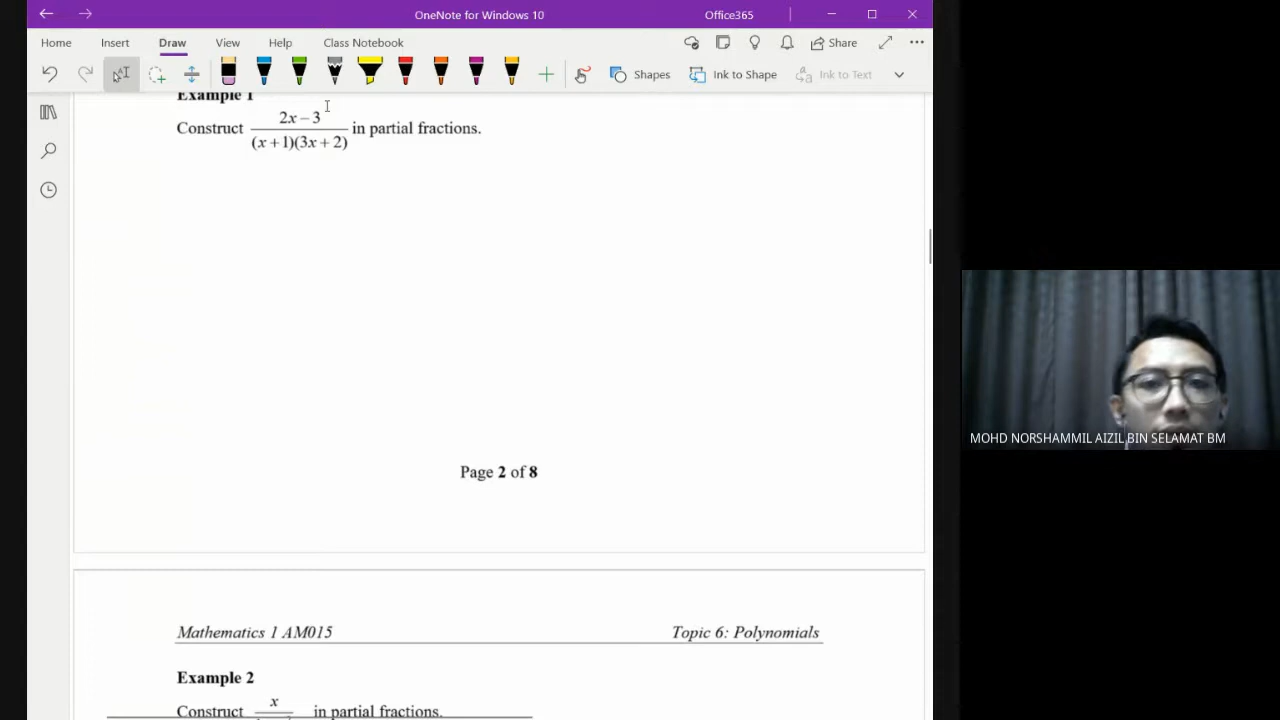 OneNote for Windows 10
Office365
Home Insert Draw View Help Class Notebook
Share
Shapes
Ink to Shape
Ink to Text
Example 1
Construct (2x – 3)/((x + 1)(3x + 2)) in partial fractions.
Page 2 of 8
Mathematics 1 AM015
Topic 6: Polynomials
Example 2
Construct x in partial fractions.
MOHD NORSHAMMIL AIZIL BIN SELAMAT BM